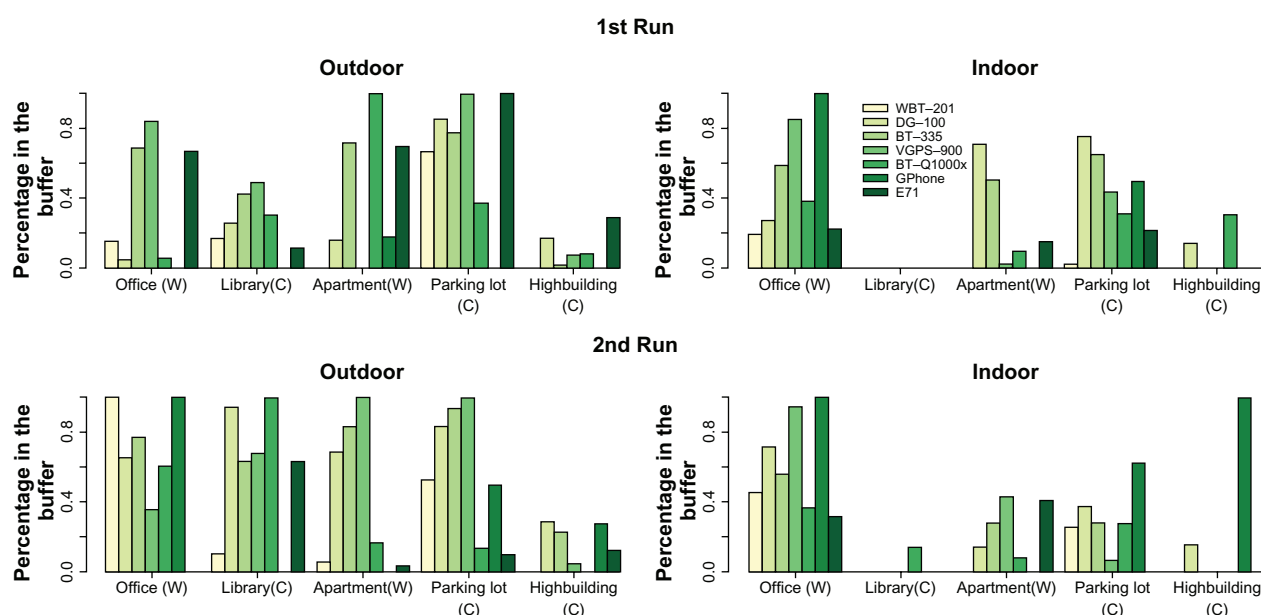 1st Run
Outdoor
Percentage in the
buffer
0.0 0.4 0.8
Office (W) Library(C) Apartment(W) Parking lot Highbuilding
(C) (C)
Indoor
Percentage in the
buffer
0.0 0.4 0.8
WBT–201
DG–100
BT–335
VGPS–900
BT–Q1000x
GPhone
E71
Office (W) Library(C) Apartment(W) Parking lot Highbuilding
(C) (C)
2nd Run
Outdoor
Percentage in the
buffer
0.0 0.4 0.8
Office (W) Library(C) Apartment(W) Parking lot Highbuilding
(C) (C)
Indoor
Percentage in the
buffer
0.0 0.4 0.8
Office (W) Library(C) Apartment(W) Parking lot Highbuilding
(C) (C)